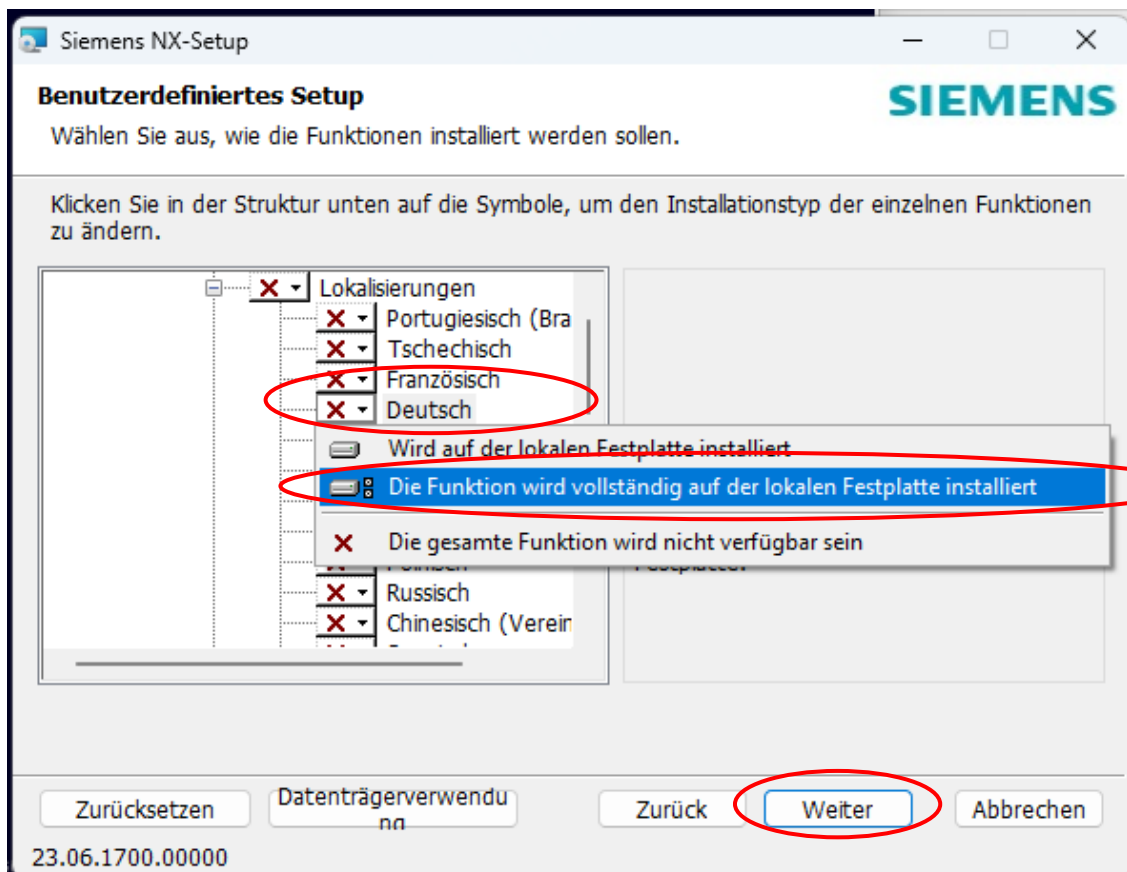 Siemens NX-Setup
Benutzerdefiniertes Setup
SIEMENS
Wählen Sie aus, wie die Funktionen installiert werden sollen.
Klicken Sie in der Struktur unten auf die Symbole, um den Installationstyp der einzelnen Funktionen
zu ändern.
Lokalisierungen
Portugiesisch (Bra
Tschechisch
Französisch
Deutsch
Wird auf der lokalen Festplatte installiert
Die Funktion wird vollständig auf der lokalen Festplatte installiert
Die gesamte Funktion wird nicht verfügbar sein
Russisch
Chinesisch (Verein
Zurücksetzen
Datenträgerverwendu
ng
Zurück
Weiter
Abbrechen
23.06.1700.00000